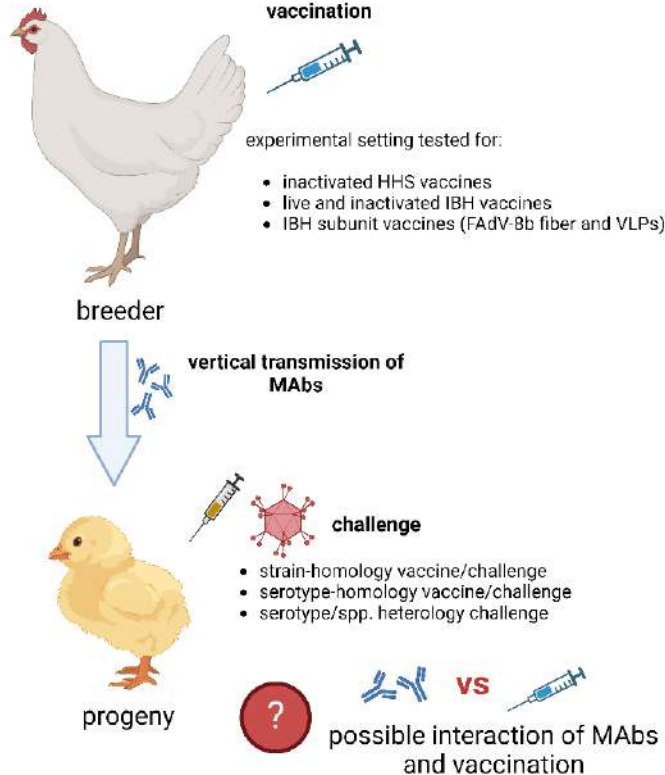 vaccination
experimental setting tested for:
• inactivated HHS vaccines
• live and inactivated IBH vaccines
• IBH subunit vaccines (FAdV-8b fiber and VLPs)
breeder
vertical transmission of
MAbs
challenge
• strain-homology vaccine/challenge
• serotype-homology vaccine/challenge
• serotype/spp. heterology challenge
progeny
?
vs
possible interaction of MAbs
and vaccination